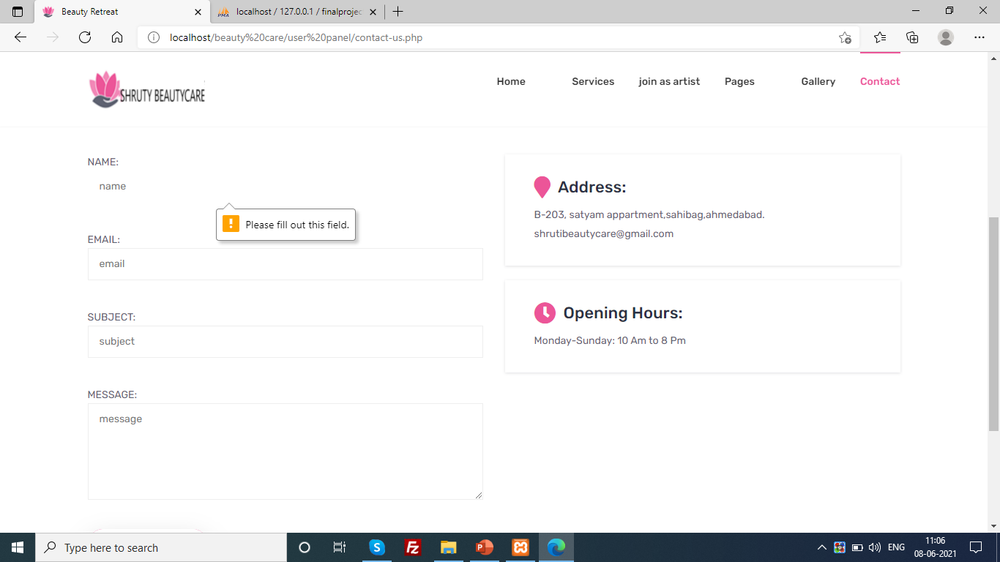 Beauty Retreat
localhost / 127.0.0.1 / finalprojec
localhost/beauty%20care/user%20panel/contact-us.php
SHRUTY BEAUTYCARE
Home Services join as artist Pages Gallery Contact
NAME:
name
Please fill out this field.
EMAIL:
email
SUBJECT:
subject
MESSAGE:
message
Address:
B-203, satyam appartment,sahibag,ahmedabad.
shrutibeautycare@gmail.com
Opening Hours:
Monday-Sunday: 10 Am to 8 Pm
Type here to search
ENG
11:06
08-06-2021